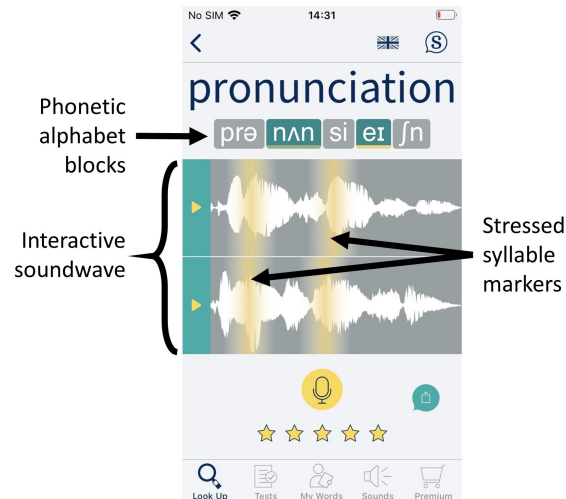 No SIM 14:31
S
pronunciation
Phonetic
alphabet
blocks
prə nʌn si eɪ ʃn
Interactive
soundwave
Stressed
syllable
markers
Look Up Tests My Words Sounds Premium